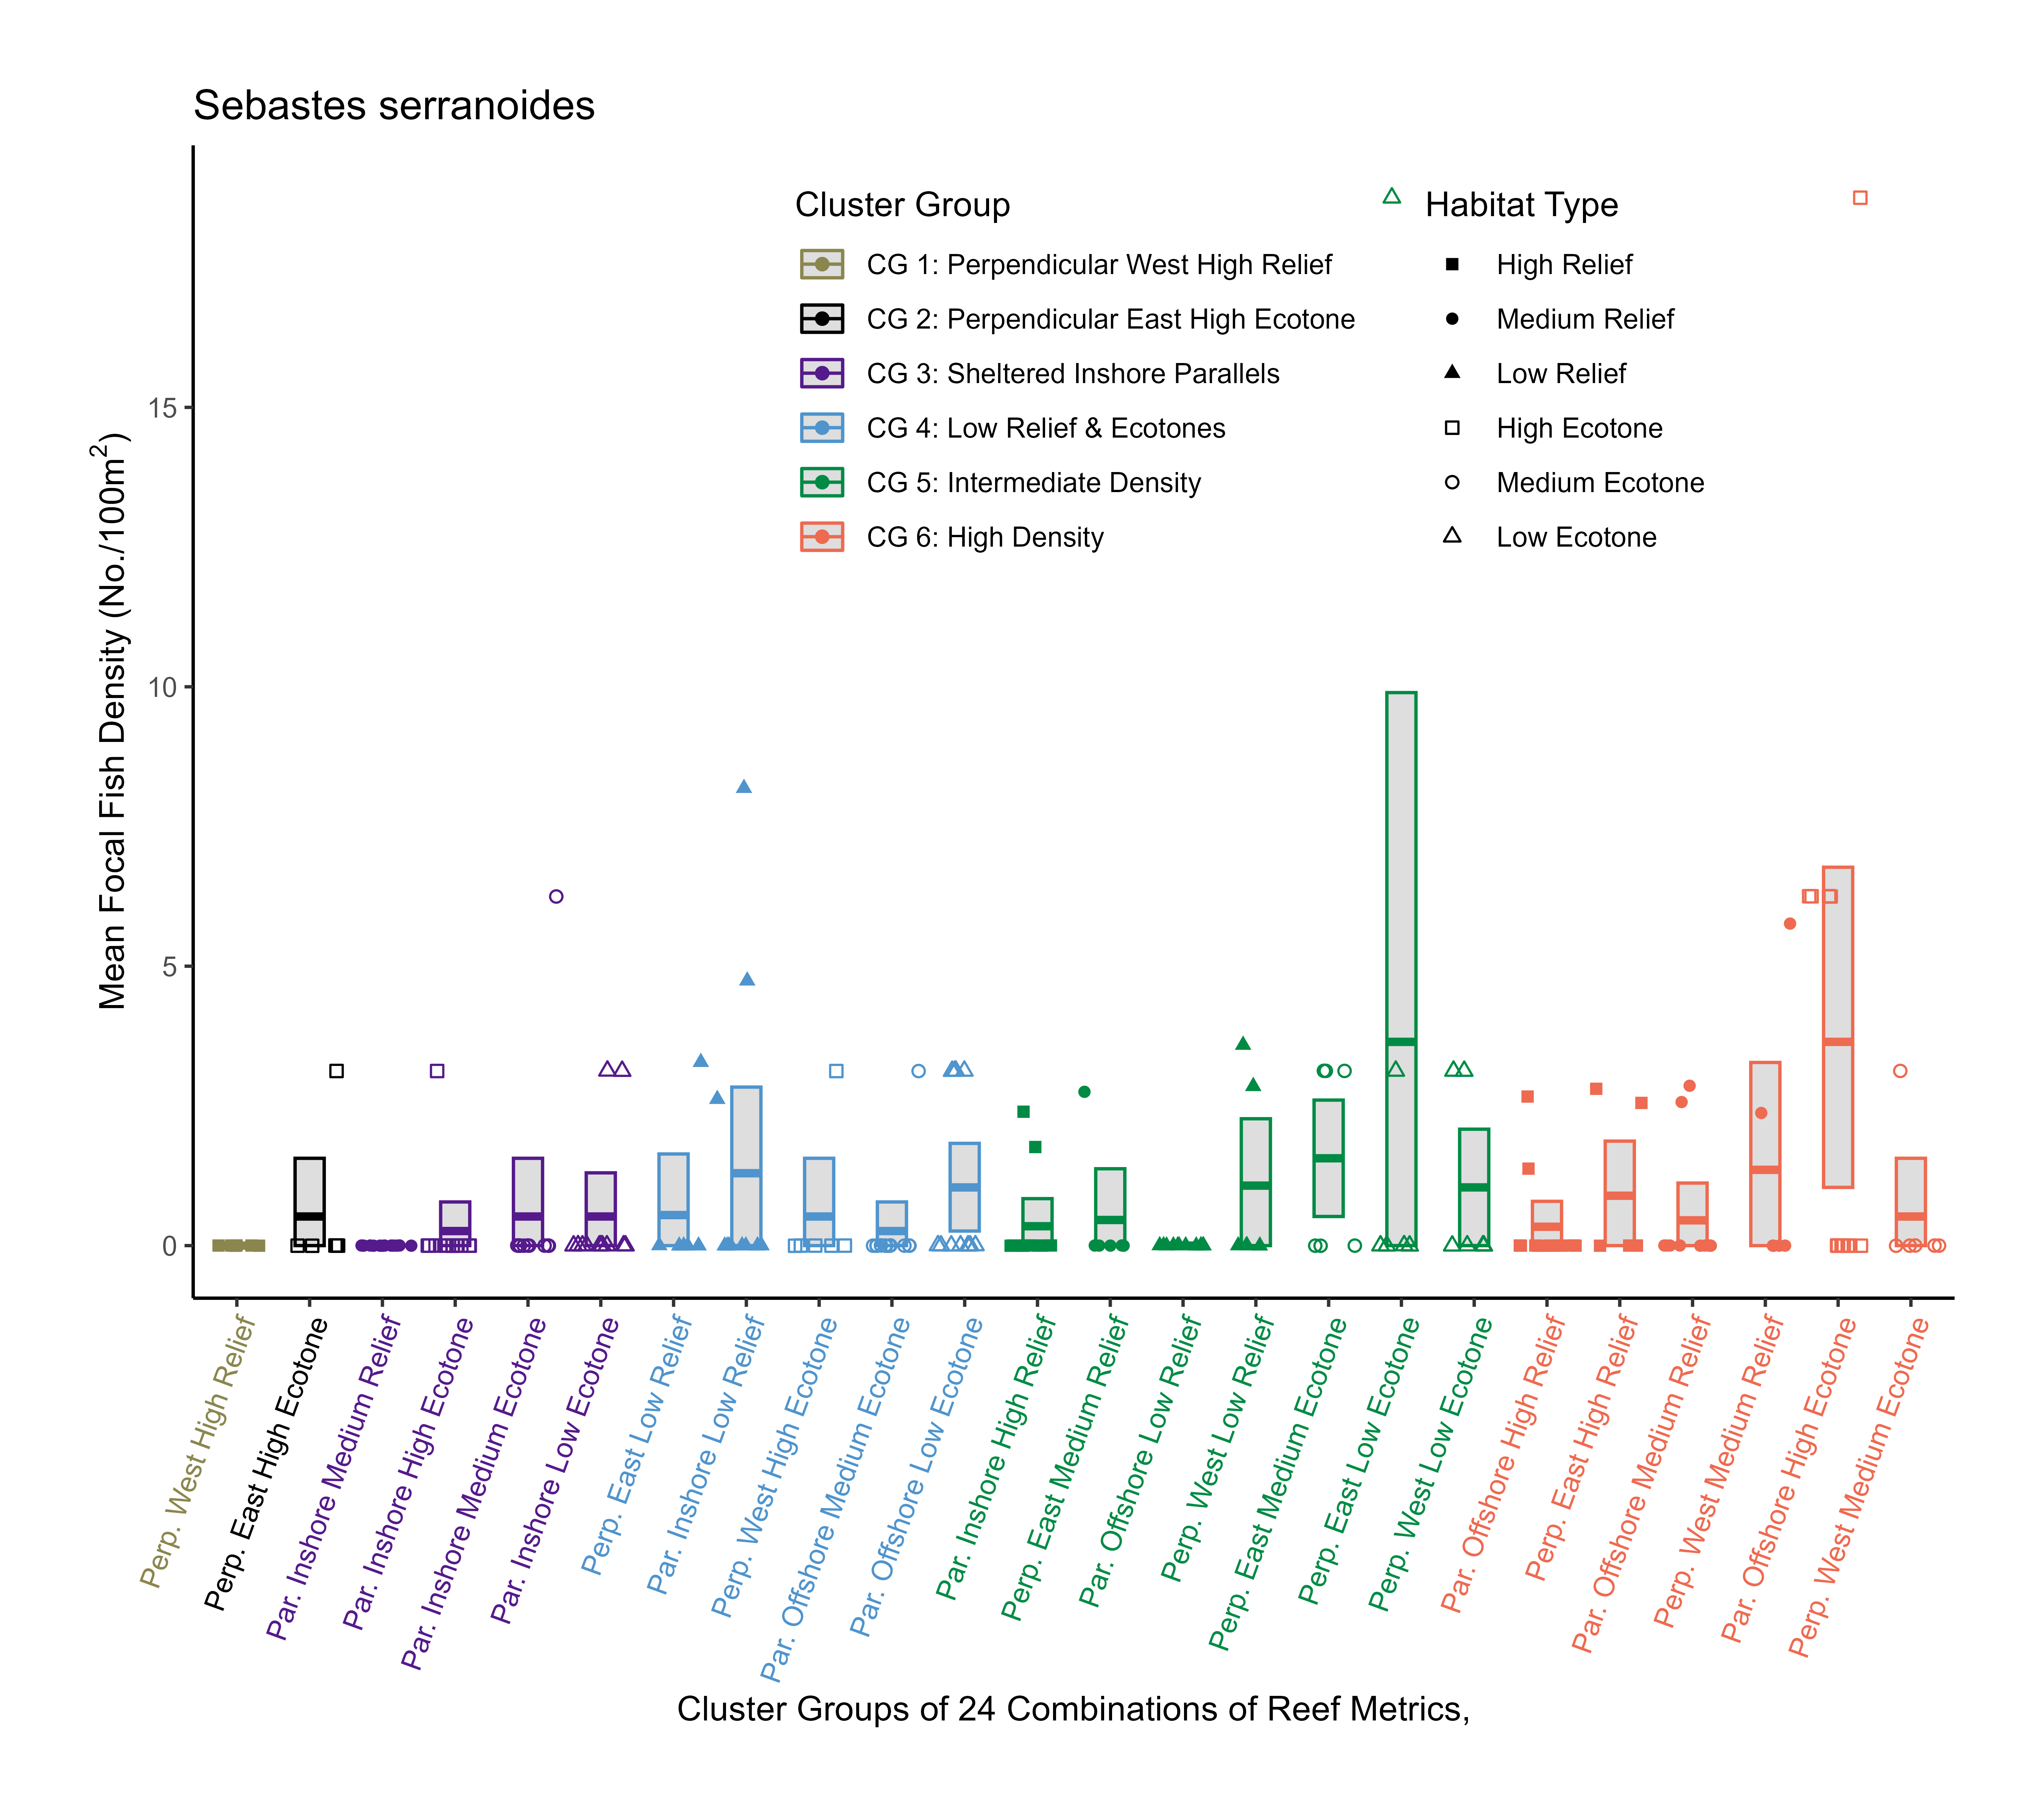 Sebastes serranoides
Mean Focal Fish Density (No./100m²)
15
10
5
0
Cluster Group
CG 1: Perpendicular West High Relief
CG 2: Perpendicular East High Ecotone
CG 3: Sheltered Inshore Parallels
CG 4: Low Relief & Ecotones
CG 5: Intermediate Density
CG 6: High Density
Habitat Type
High Relief
Medium Relief
Low Relief
High Ecotone
Medium Ecotone
Low Ecotone
Perp. West High Relief
Perp. East High Ecotone
Par. Inshore Medium Relief
Par. Inshore High Ecotone
Par. Inshore Medium Ecotone
Par. Inshore Low Ecotone
Perp. East Low Relief
Par. Inshore Low Relief
Perp. West High Ecotone
Par. Offshore Medium Ecotone
Par. Offshore Low Ecotone
Par. Inshore High Relief
Perp. East Medium Relief
Par. Offshore Low Relief
Perp. West Low Relief
Perp. East Medium Ecotone
Perp. East Low Ecotone
Perp. West Low Ecotone
Par. Offshore High Relief
Perp. East High Relief
Par. Offshore Medium Relief
Perp. West Medium Relief
Par. Offshore High Ecotone
Perp. West Medium Ecotone
Cluster Groups of 24 Combinations of Reef Metrics,